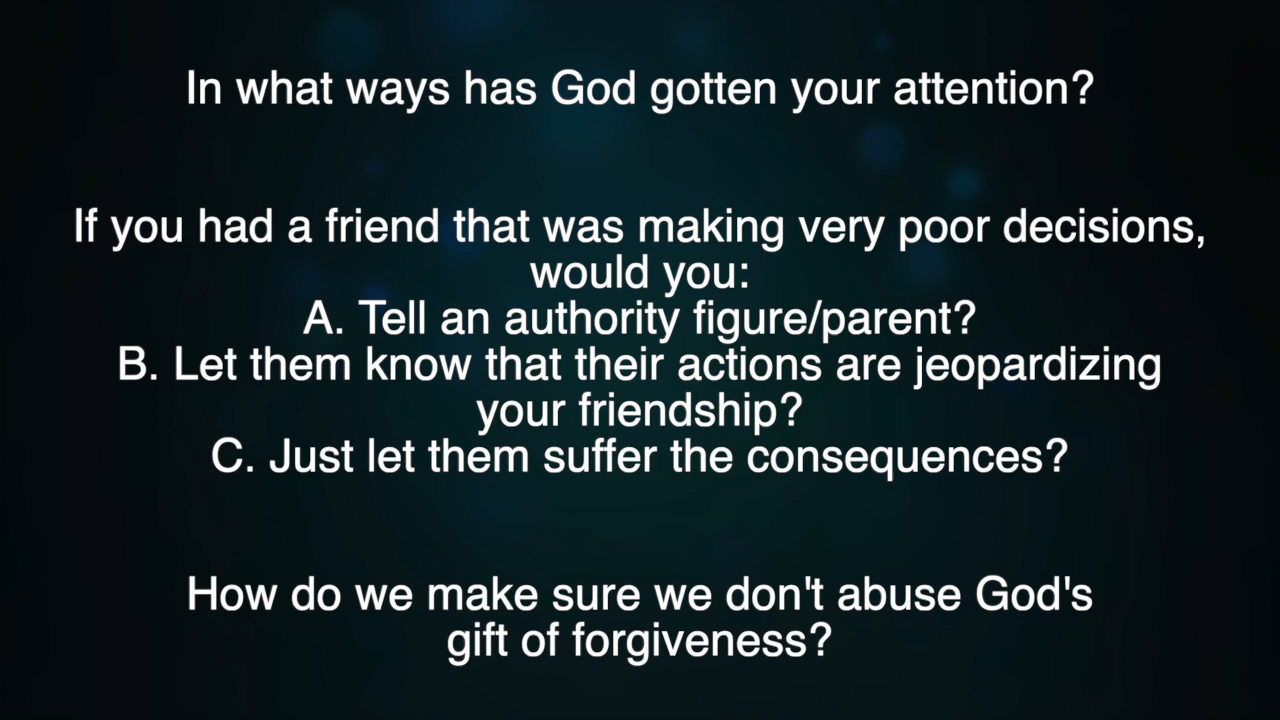 In what ways has God gotten your attention?
If you had a friend that was making very poor decisions,
would you:
A. Tell an authority figure/parent?
B. Let them know that their actions are jeopardizing
your friendship?
C. Just let them suffer the consequences?
How do we make sure we don't abuse God's
gift of forgiveness?